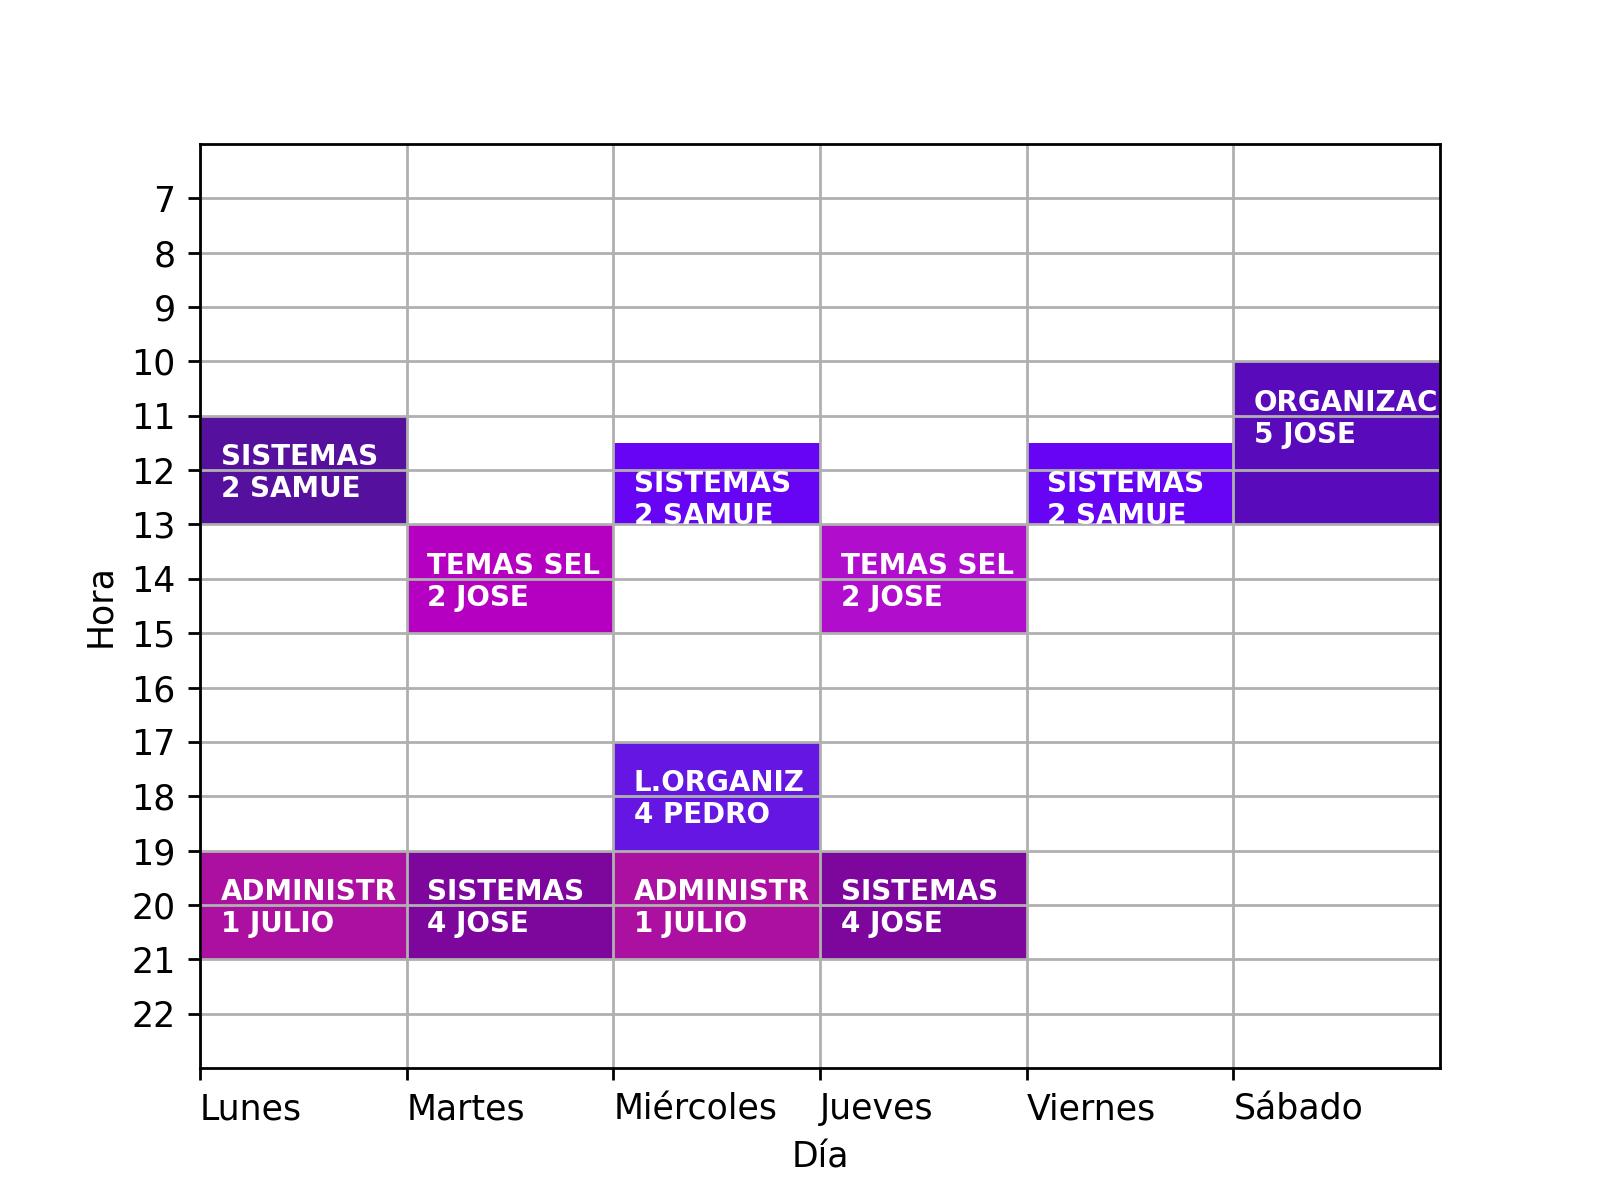 7
8
9
10
11
12
13
14
15
16
17
18
19
20
21
22
Hora
ORGANIZAC
5 JOSE
SISTEMAS
2 SAMUE
SISTEMAS
2 SAMUE
SISTEMAS
2 SAMUE
TEMAS SEL
2 JOSE
TEMAS SEL
2 JOSE
L.ORGANIZ
4 PEDRO
ADMINISTR
1 JULIO
SISTEMAS
4 JOSE
ADMINISTR
1 JULIO
SISTEMAS
4 JOSE
Lunes Martes Miércoles Jueves Viernes Sábado
Día